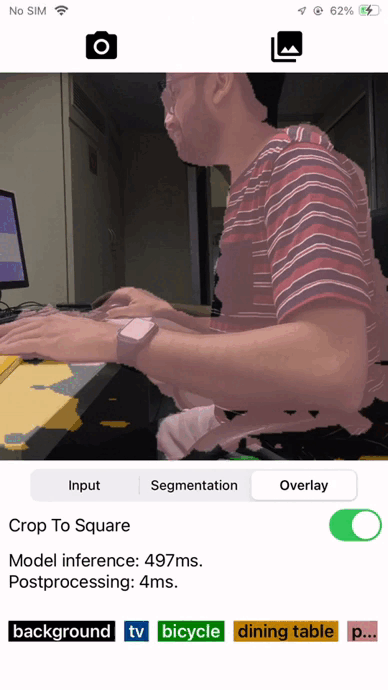 No SIM 62%
Input Segmentation Overlay
Crop To Square
Model inference: 497ms.
Postprocessing: 4ms.
background tv bicycle dining table p...